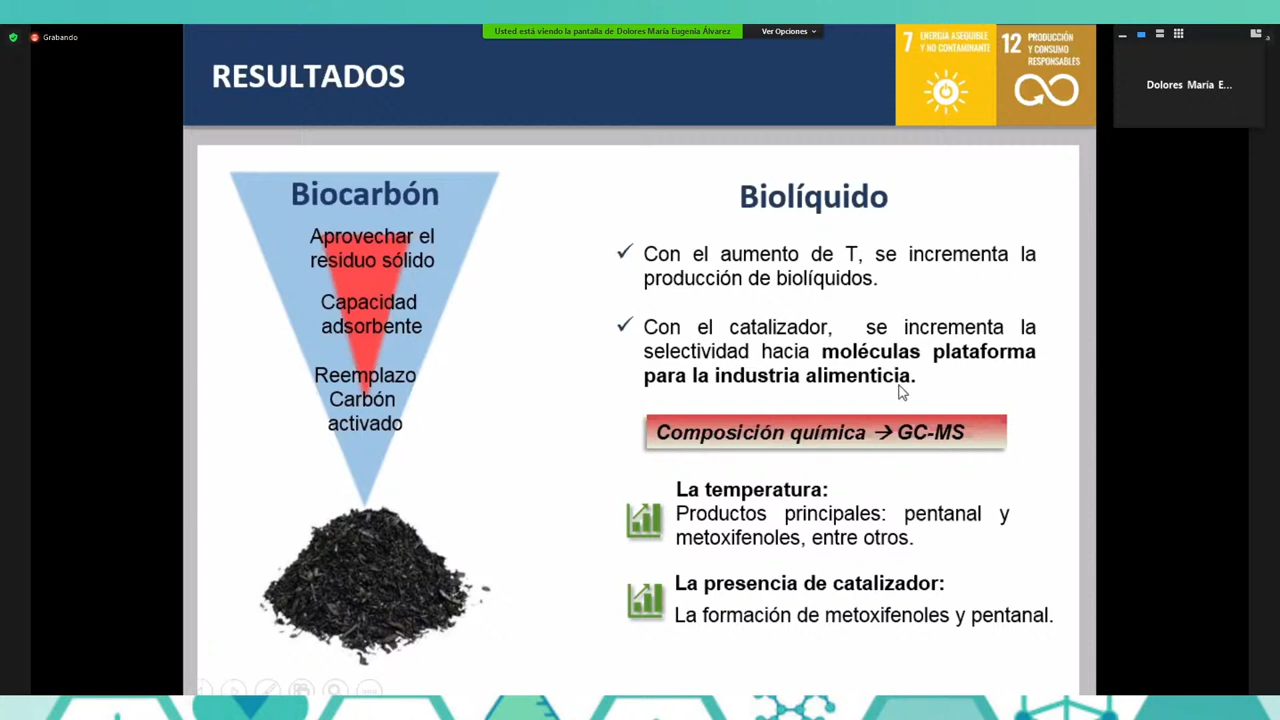 Grabando
Usted está viendo la pantalla de Dolores María Eugenia Álvarez
Ver Opciones
RESULTADOS
7 ENERGIA ASEQUIBLE
Y NO CONTAMINANTE
12 PRODUCCIÓN
Y CONSUMO
RESPONSABLES
Dolores María E...
Biocarbón
Aprovechar el
residuo sólido
Capacidad
adsorbente
Reemplazo
Carbón
activado
Biolíquido
✓ Con el aumento de T, se incrementa la
producción de biolíquidos.
✓ Con el catalizador, se incrementa la
selectividad hacia moléculas plataforma
para la industria alimenticia.
Composición química → GC-MS
La temperatura:
Productos principales: pentanal y
metoxifenoles, entre otros.
La presencia de catalizador:
La formación de metoxifenoles y pentanal.